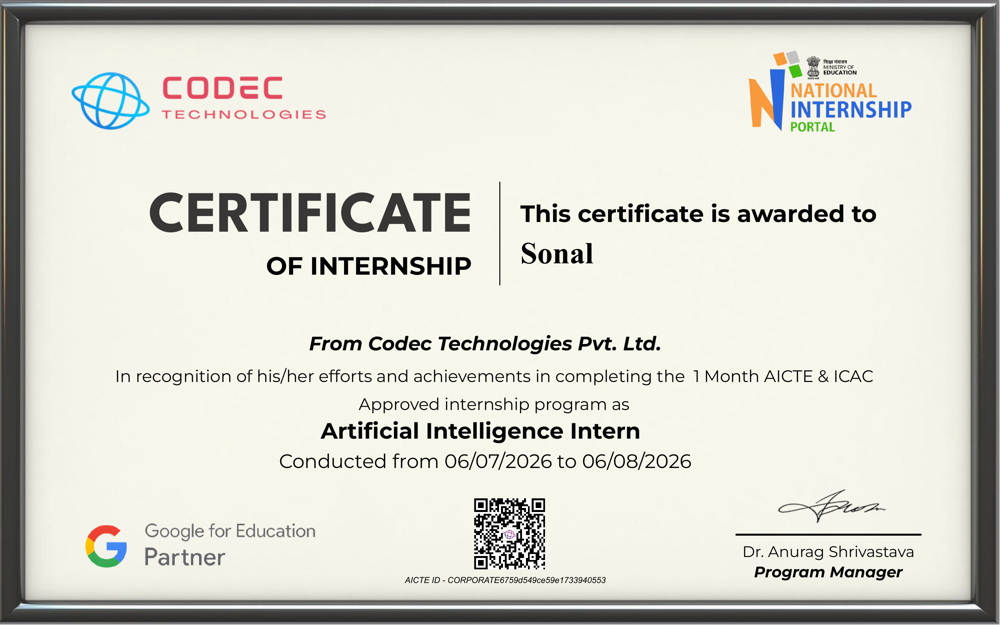 CODEC
TECHNOLOGIES
शिक्षा मंत्रालय
MINISTRY OF
EDUCATION
सत्यमेव जयते
NATIONAL
INTERNSHIP
PORTAL
CERTIFICATE
OF INTERNSHIP
This certificate is awarded to
Sonal
From Codec Technologies Pvt. Ltd.
In recognition of his/her efforts and achievements in completing the 1 Month AICTE & ICAC
Approved internship program as
Artificial Intelligence Intern
Conducted from 06/07/2026 to 06/08/2026
Google for Education
Partner
AICTE ID - CORPORATE6759d549ce59e1733940553
Dr. Anurag Shrivastava
Program Manager